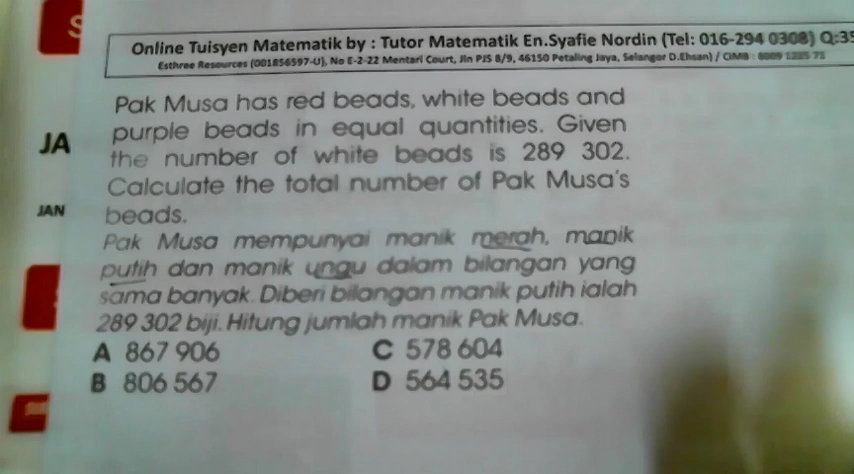 S
Online Tuisyen Matematik by : Tutor Matematik En.Syafie Nordin (Tel: 016-294 0308) Q:35
Esthree Resources (001856597-U), No E-2-22 Mentari Court, Jln PJS 8/9, 46150 Petaling Jaya, Selangor D.Ehsan) / CIMB :
Pak Musa has red beads, white beads and
JA purple beads in equal quantities. Given
the number of white beads is 289 302.
Calculate the total number of Pak Musa's
JAN beads.
Pak Musa mempunyai manik merah, manik
putih dan manik ungu dalam bilangan yang
sama banyak. Diberi bilangan manik putih ialah
289 302 biji. Hitung jumlah manik Pak Musa.
A 867 906 C 578 604
B 806 567 D 564 535